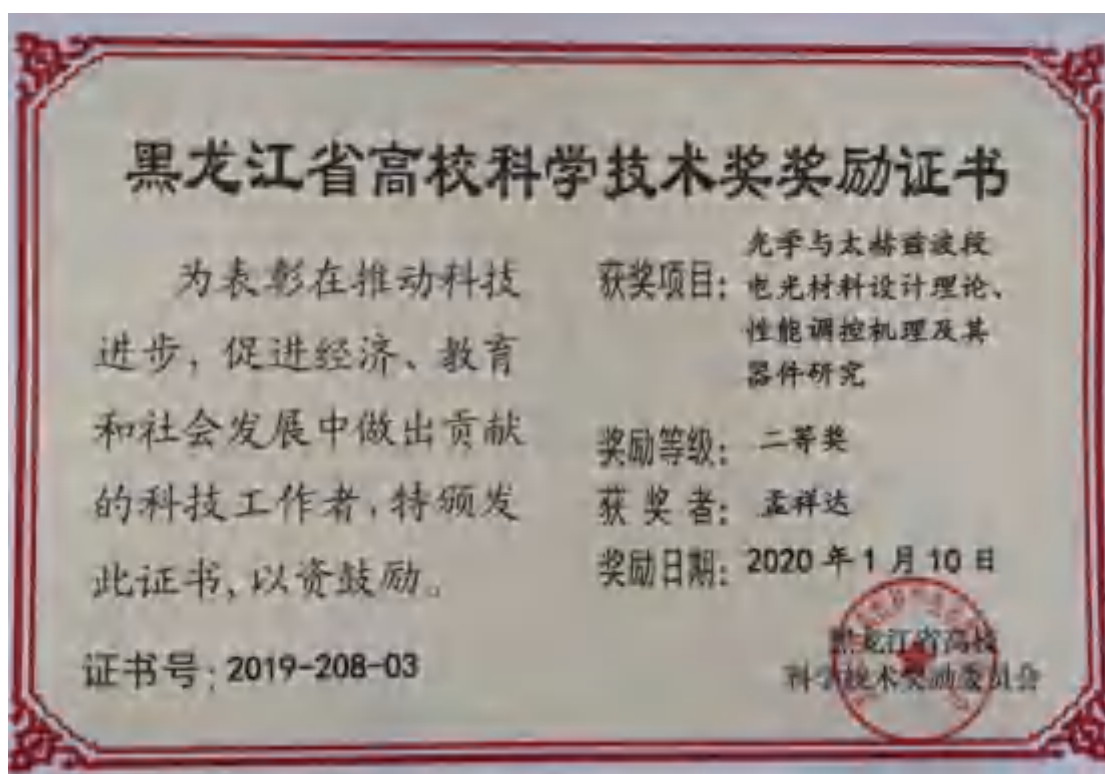 黑龙江省高校科学技术奖奖励证书
为表彰在推动科技
进步，促进经济、教育
和社会发展中做出贡献
的科技工作者，特颁发
此证书，以资鼓励。
证书号：2019-208-03
获奖项目：光学与太赫兹波段
电光材料设计理论、
性能调控机理及其
器件研究
奖励等级：二等奖
获奖者：孟祥达
奖励日期：2020年1月10日
黑龙江省高校
科学技术奖励委员会